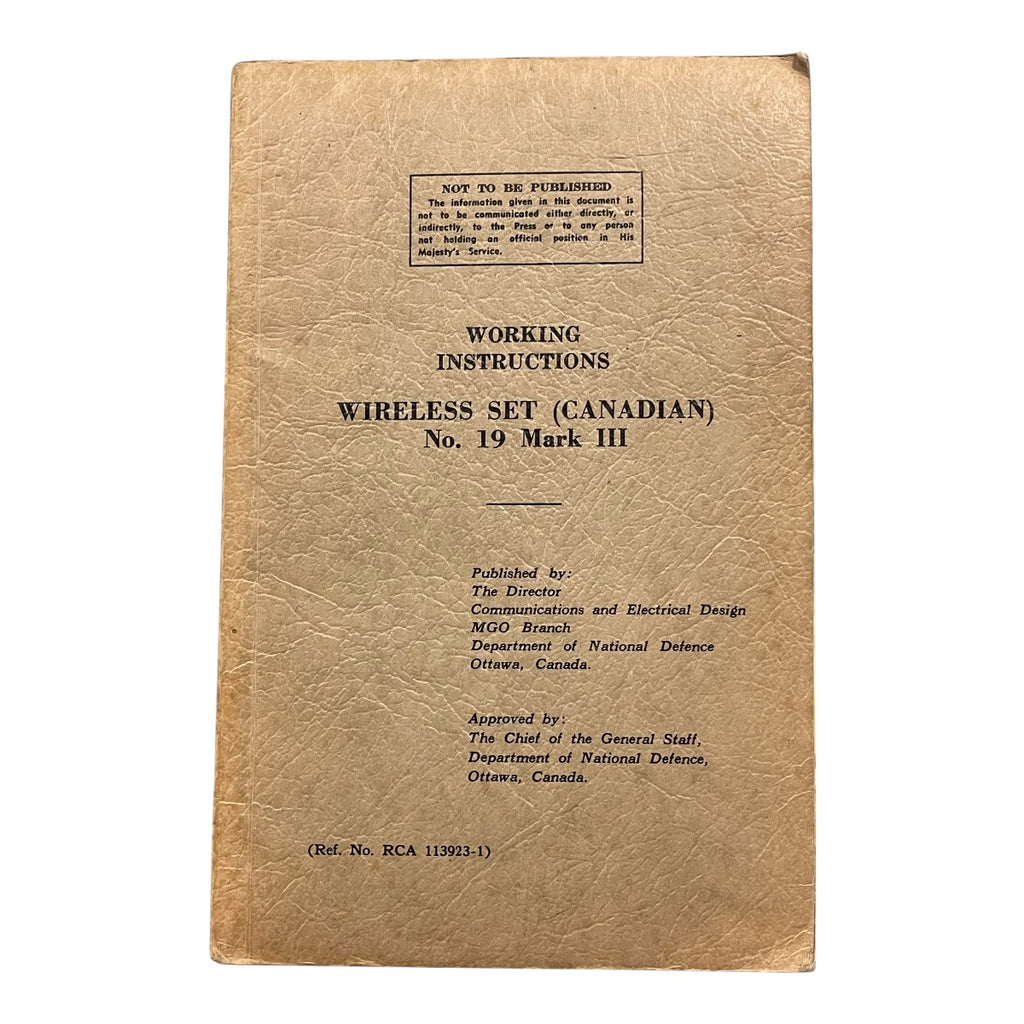 NOT TO BE PUBLISHED
The information given in this document is
not to be communicated either directly, or
indirectly, to the Press or to any person
not holding an official position in His
Majesty's Service.
WORKING
INSTRUCTIONS
WIRELESS SET (CANADIAN)
No. 19 Mark III
Published by:
The Director
Communications and Electrical Design
MGO Branch
Department of National Defence
Ottawa, Canada.
Approved by:
The Chief of the General Staff,
Department of National Defence,
Ottawa, Canada.
(Ref. No. RCA 113923-1)